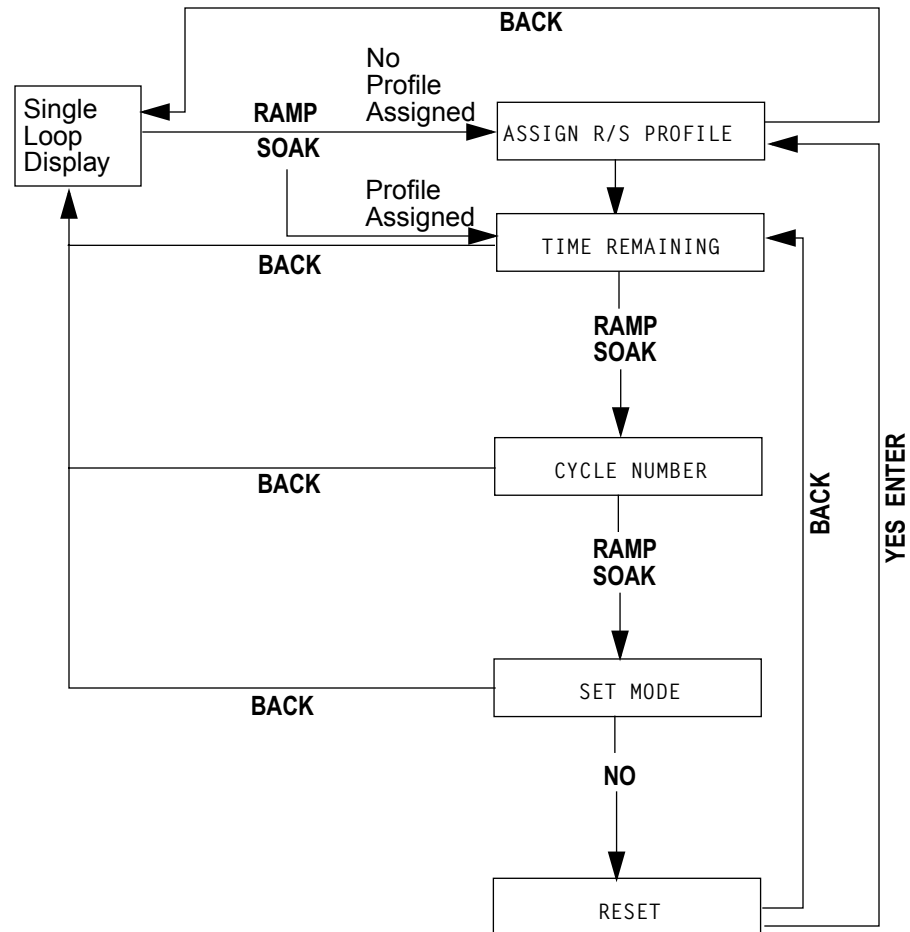 BACK
No
Profile
Assigned
Single
Loop
Display
RAMP
SOAK
ASSIGN R/S PROFILE
Profile
Assigned
TIME REMAINING
BACK
RAMP
SOAK
CYCLE NUMBER
BACK
RAMP
SOAK
BACK
YES ENTER
SET MODE
BACK
NO
RESET